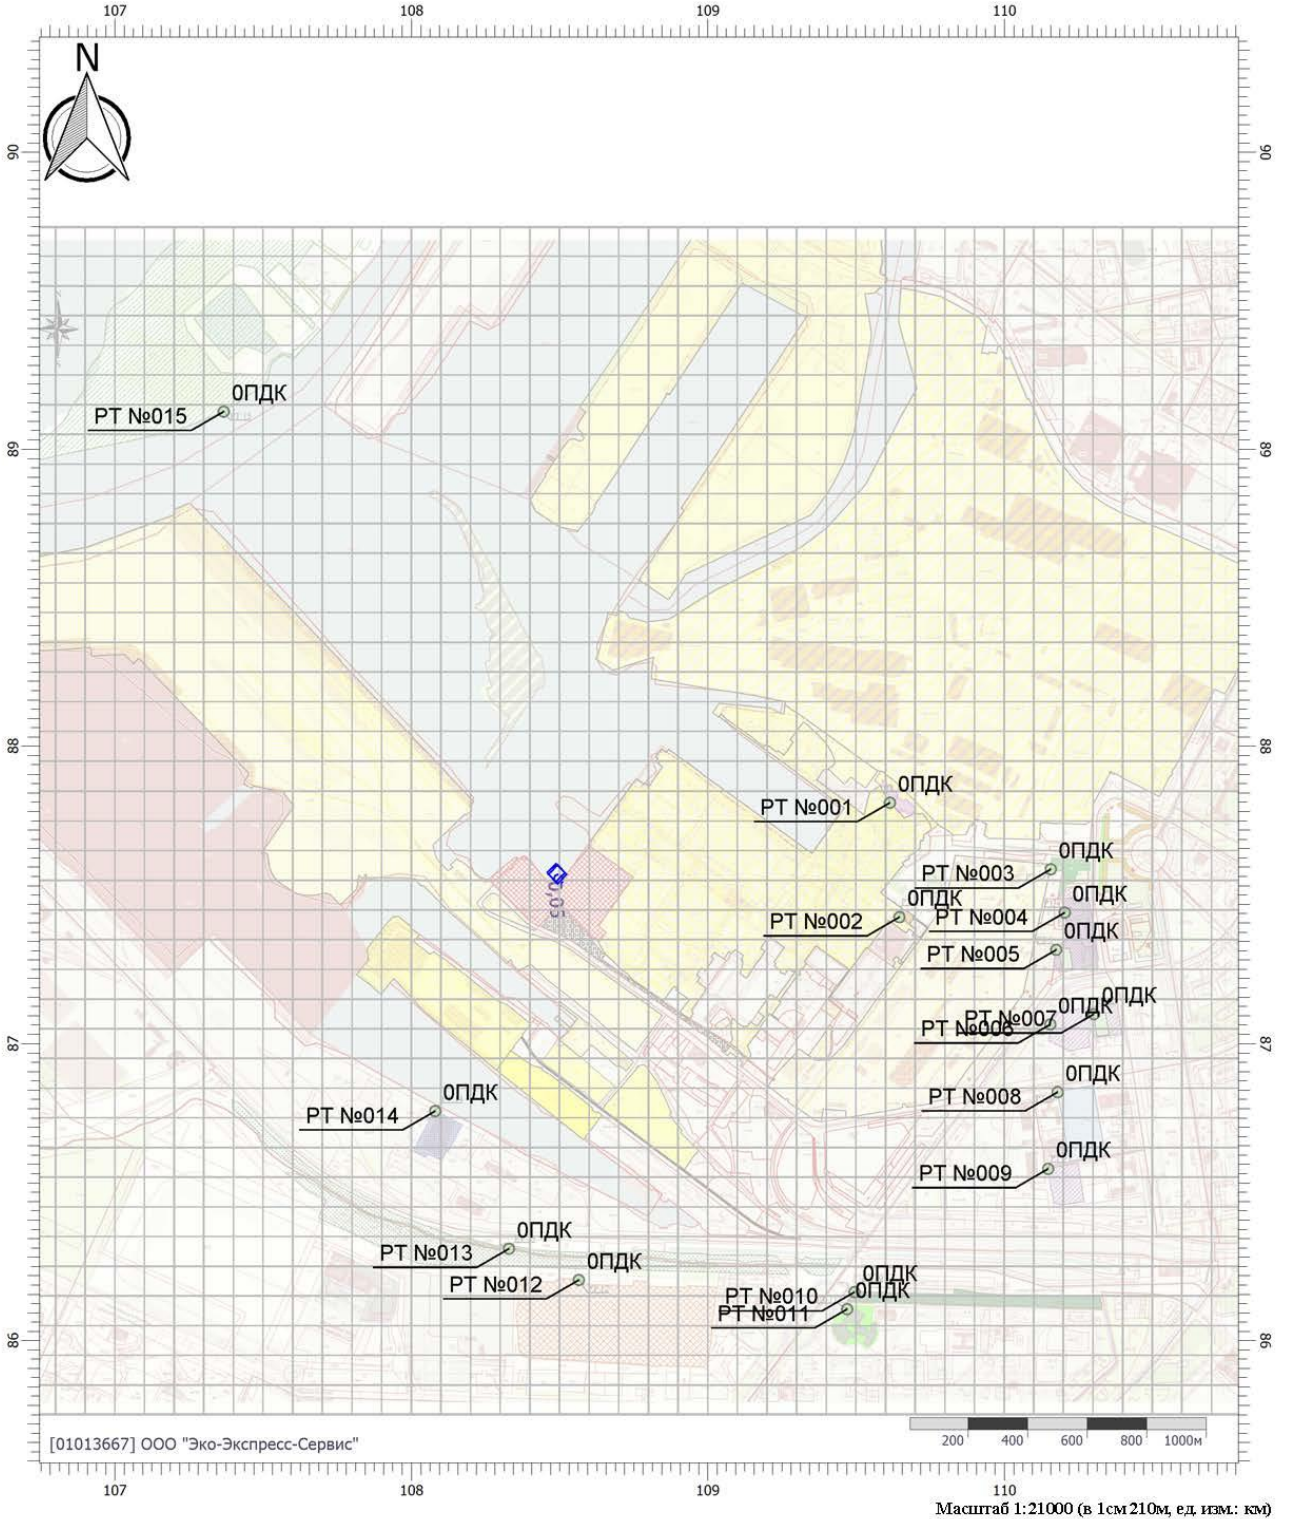 107 108 109 110
N
90 90
0ПДК
РТ №015
89 89
88 88
0ПДК
РТ №001
0ПДК
РТ №003
0,05
0ПДК
0ПДК
РТ №002
РТ №004
0ПДК
РТ №005
0ПДК
0ПДК
РТ №007
РТ №006
87 87
0ПДК
РТ №008
0ПДК
РТ №014
0ПДК
РТ №009
0ПДК
РТ №013
0ПДК
РТ №012
0ПДК
РТ №010
0ПДК
РТ №011
86 86
[01013667] ООО "Эко-Экспресс-Сервис"
200 400 600 800 1000м
107 108 109 110
Масштаб 1:21000 (в 1см 210м, ед. изм.: км)